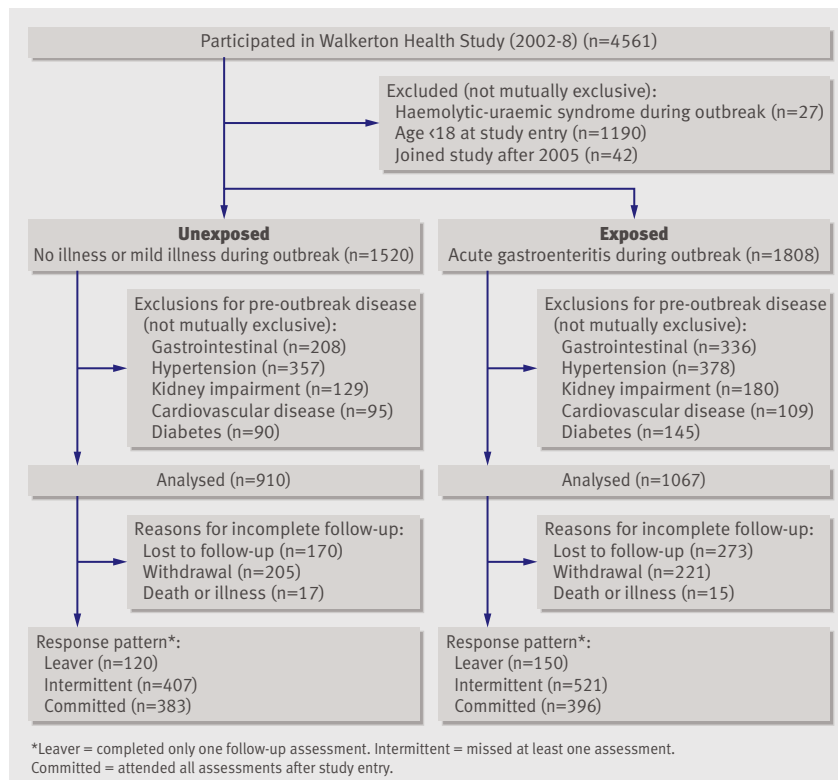 Participated in Walkerton Health Study (2002-8) (n=4561)
Excluded (not mutually exclusive):
Haemolytic-uraemic syndrome during outbreak (n=27)
Age <18 at study entry (n=1190)
Joined study after 2005 (n=42)
Unexposed
No illness or mild illness during outbreak (n=1520)
Exposed
Acute gastroenteritis during outbreak (n=1808)
Exclusions for pre-outbreak disease
(not mutually exclusive):
Gastrointestinal (n=208)
Hypertension (n=357)
Kidney impairment (n=129)
Cardiovascular disease (n=95)
Diabetes (n=90)
Exclusions for pre-outbreak disease
(not mutually exclusive):
Gastrointestinal (n=336)
Hypertension (n=378)
Kidney impairment (n=180)
Cardiovascular disease (n=109)
Diabetes (n=145)
Analysed (n=910)
Analysed (n=1067)
Reasons for incomplete follow-up:
Lost to follow-up (n=170)
Withdrawal (n=205)
Death or illness (n=17)
Reasons for incomplete follow-up:
Lost to follow-up (n=273)
Withdrawal (n=221)
Death or illness (n=15)
Response pattern*:
Leaver (n=120)
Intermittent (n=407)
Committed (n=383)
Response pattern*:
Leaver (n=150)
Intermittent (n=521)
Committed (n=396)
*Leaver = completed only one follow-up assessment. Intermittent = missed at least one assessment.
Committed = attended all assessments after study entry.